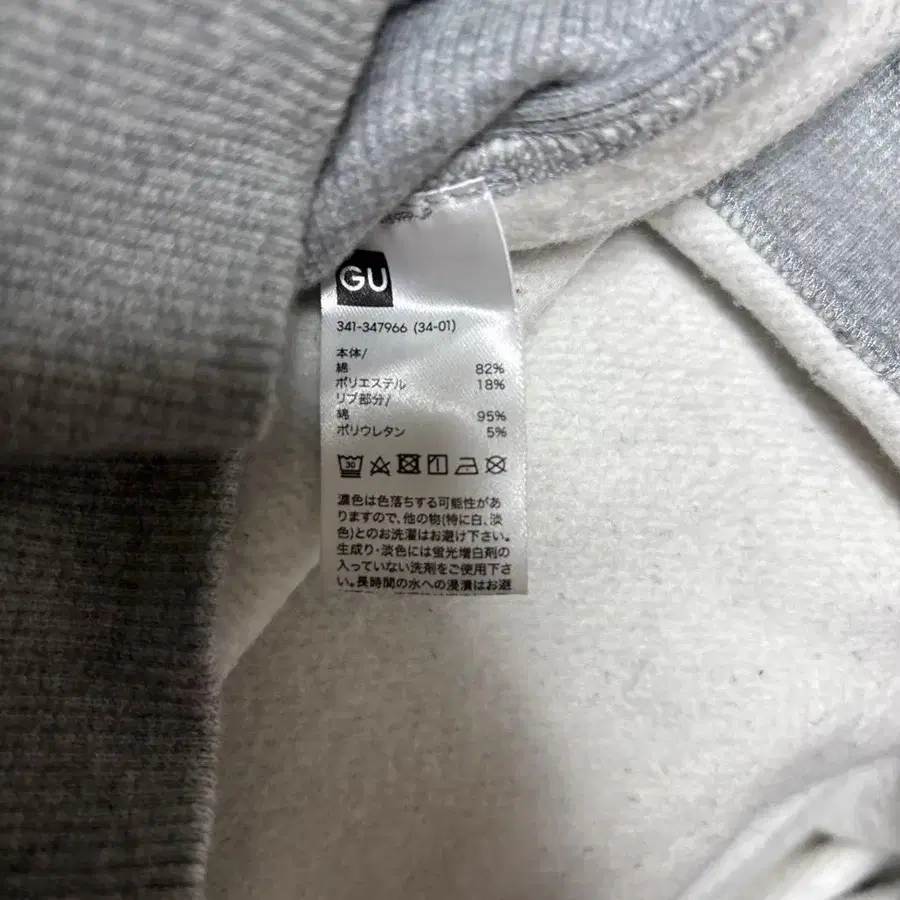 GU
341-347966 (34-01)
本体/
綿 82%
ポリエステル 18%
リブ部分/
綿 95%
ポリウレタン 5%
30
濃色は色落ちする可能性があ
りますので、他の物(特に白、淡
色)とのお洗濯はお避け下さい。
生成り・淡色には蛍光増白剤の
入っていない洗剤をご使用下さ
い。長時間の水への浸漬はお避